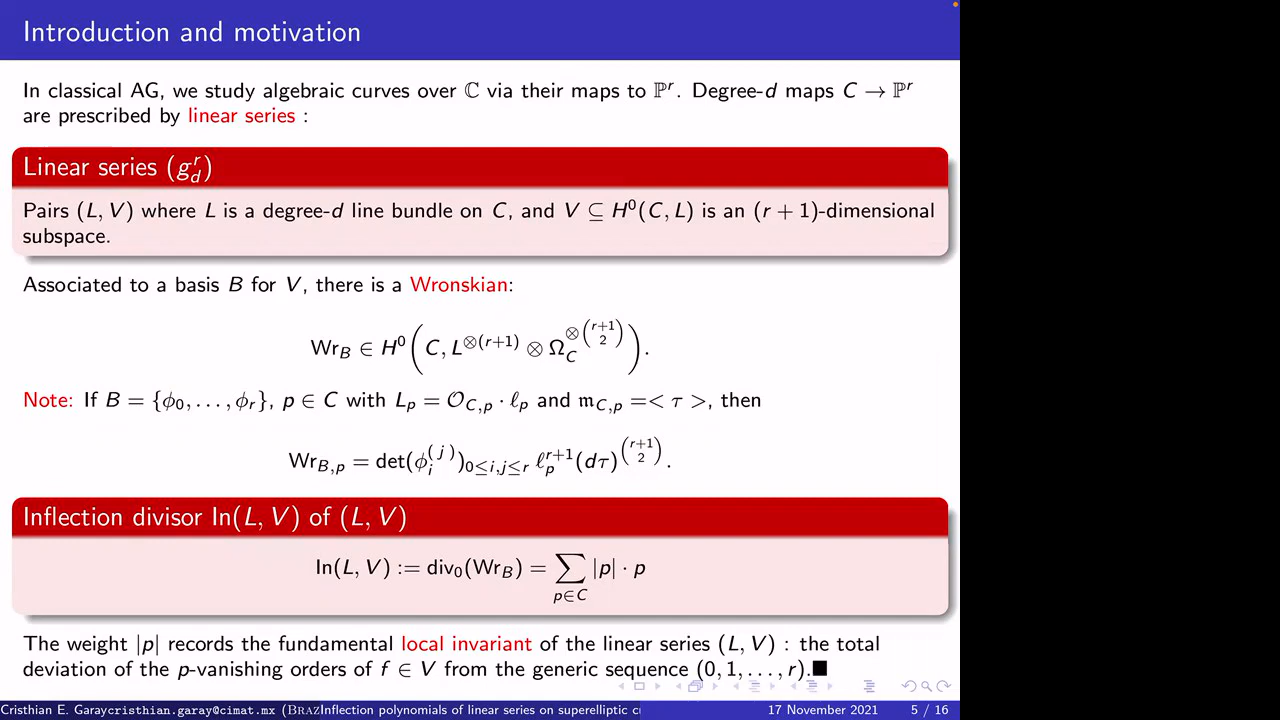 Introduction and motivation
In classical AG, we study algebraic curves over ℂ via their maps to ℙ^r. Degree-d maps C → ℙ^r
are prescribed by linear series :
Linear series (g^r_d)
Pairs (L, V) where L is a degree-d line bundle on C, and V ⊆ H^0(C, L) is an (r + 1)-dimensional
subspace.
Associated to a basis B for V, there is a Wronskian:
Wr_B ∈ H^0(C, L^{⊗(r+1)} ⊗ Ω_C^{⊗\binom{r+1}{2}}).
Note: If B = {ϕ_0, . . . , ϕ_r}, p ∈ C with L_p = 𝒪_{C,p} · ℓ_p and 𝔪_{C,p} =< τ >, then
Wr_{B,p} = det(ϕ_i^{(j)})_{0≤i,j≤r} ℓ_p^{r+1}(dτ)^{\binom{r+1}{2}}.
Inflection divisor In(L, V) of (L, V)
In(L, V) := div_0(Wr_B) = ∑_{p∈C} |p| · p
The weight |p| records the fundamental local invariant of the linear series (L, V) : the total
deviation of the p-vanishing orders of f ∈ V from the generic sequence (0, 1, . . . , r).■
Cristhian E. Garaycristhian.garay@cimat.mx (Braz Inflection polynomials of linear series on superelliptic 17 November 2021 5 / 16